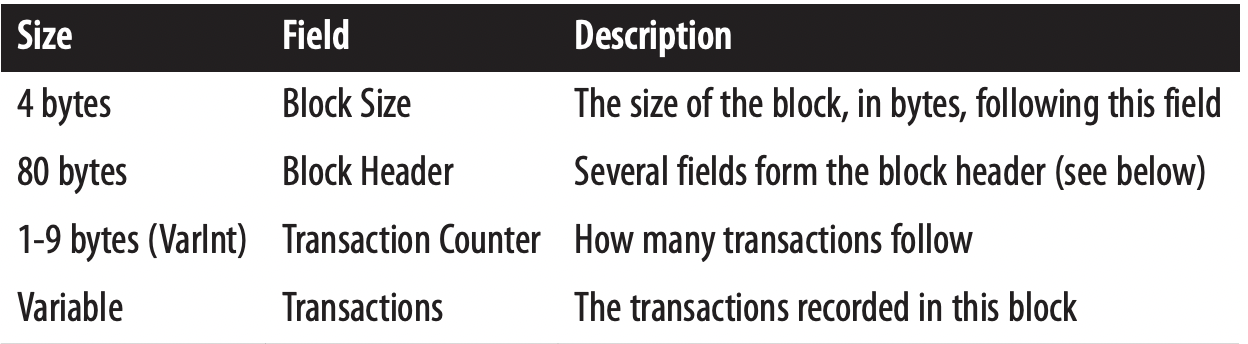 Size Field Description
4 bytes Block Size The size of the block, in bytes, following this field
80 bytes Block Header Several fields form the block header (see below)
1-9 bytes (VarInt) Transaction Counter How many transactions follow
Variable Transactions The transactions recorded in this block